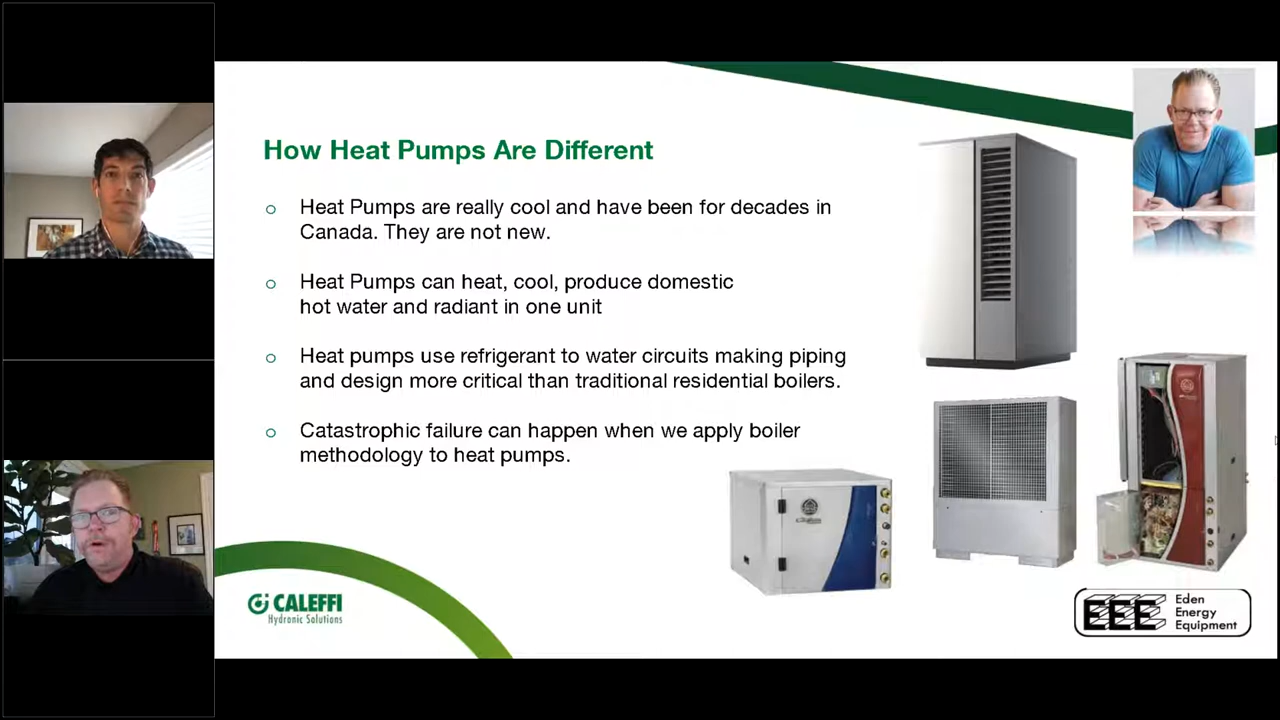 How Heat Pumps Are Different
Heat Pumps are really cool and have been for decades in
Canada. They are not new.
Heat Pumps can heat, cool, produce domestic
hot water and radiant in one unit
Heat pumps use refrigerant to water circuits making piping
and design more critical than traditional residential boilers.
Catastrophic failure can happen when we apply boiler
methodology to heat pumps.
CALEFFI
Hydronic Solutions
EEE
Eden
Energy
Equipment